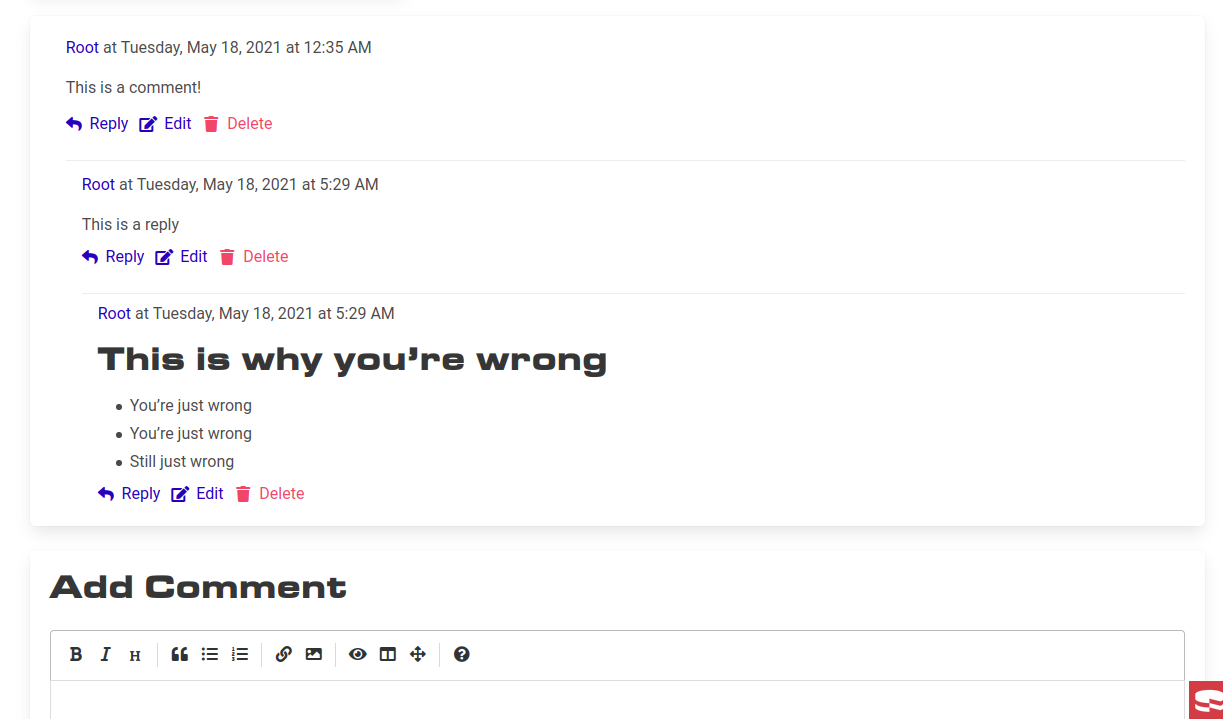 Root at Tuesday, May 18, 2021 at 12:35 AM
This is a comment!
Reply Edit Delete
Root at Tuesday, May 18, 2021 at 5:29 AM
This is a reply
Reply Edit Delete
Root at Tuesday, May 18, 2021 at 5:29 AM
This is why you’re wrong
You’re just wrong
You’re just wrong
Still just wrong
Reply Edit Delete
Add Comment
B I H